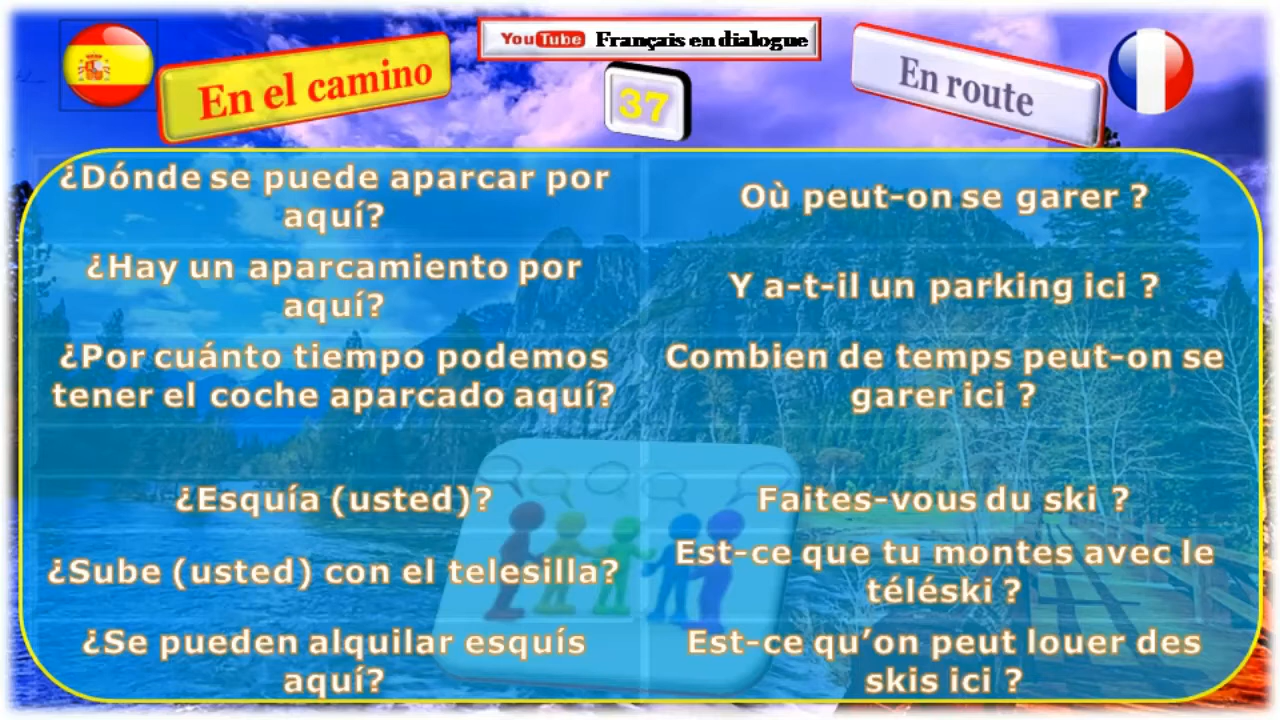 En el camino
YouTube Français en dialogue
37
En route
¿Dónde se puede aparcar por
aquí?
Où peut-on se garer ?
¿Hay un aparcamiento por
aquí?
Y a-t-il un parking ici ?
¿Por cuánto tiempo podemos
tener el coche aparcado aquí?
Combien de temps peut-on se
garer ici ?
¿Esquía (usted)?
Faites-vous du ski ?
¿Sube (usted) con el telesilla?
Est-ce que tu montes avec le
téléski ?
¿Se pueden alquilar esquís
aquí?
Est-ce qu’on peut louer des
skis ici ?